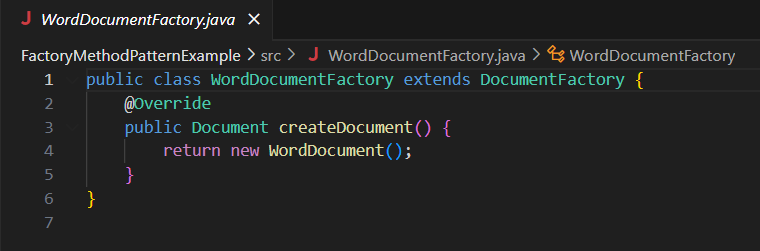 J WordDocumentFactory.java ×
FactoryMethodPatternExample > src > J WordDocumentFactory.java > WordDocumentFactory
1 public class WordDocumentFactory extends DocumentFactory {
2     @Override
3     public Document createDocument() {
4         return new WordDocument();
5     }
6 }
7